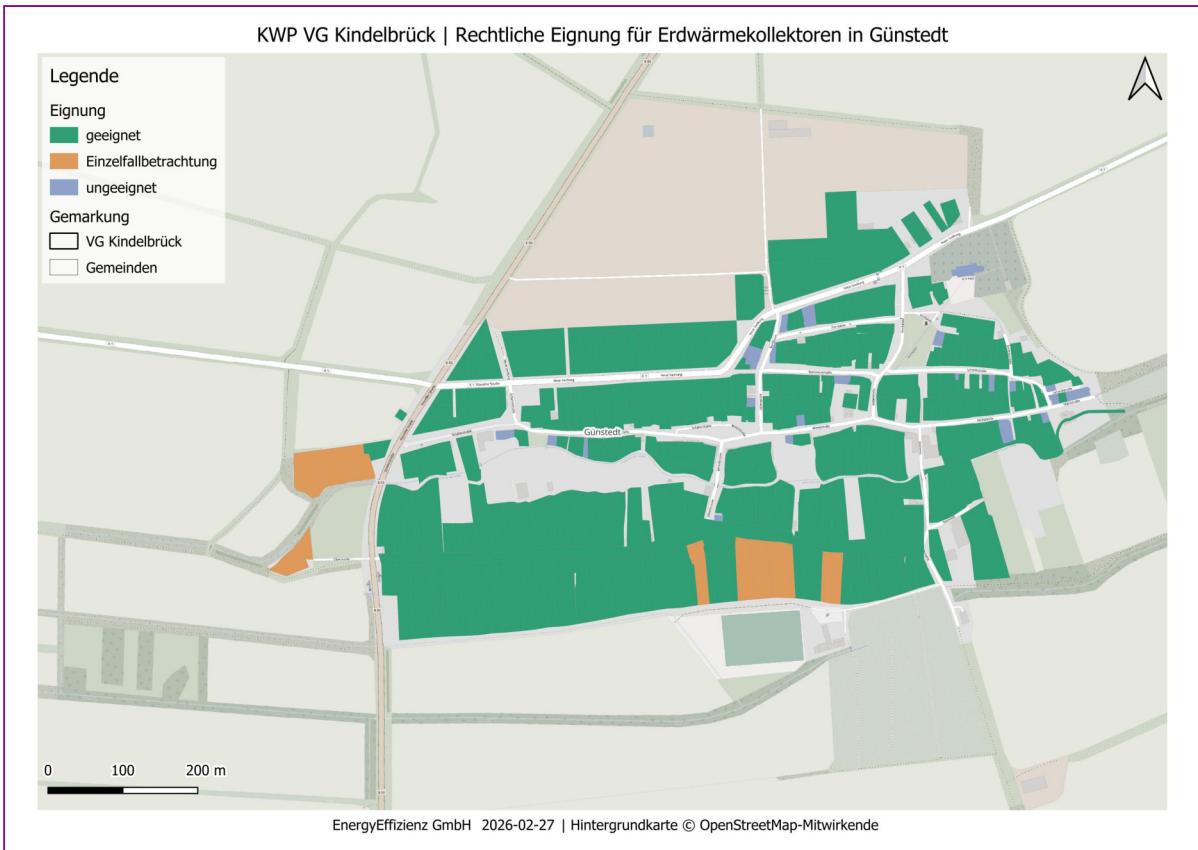 KWP VG Kindelbrück | Rechtliche Eignung für Erdwärmekollektoren in Günstedt
Legende
Eignung
geeignet
Einzelfallbetrachtung
ungeeignet
Gemarkung
VG Kindelbrück
Gemeinden
Günstedt
0 100 200 m
EnergyEffizienz GmbH 2026-02-27 | Hintergrundkarte © OpenStreetMap-Mitwirkende